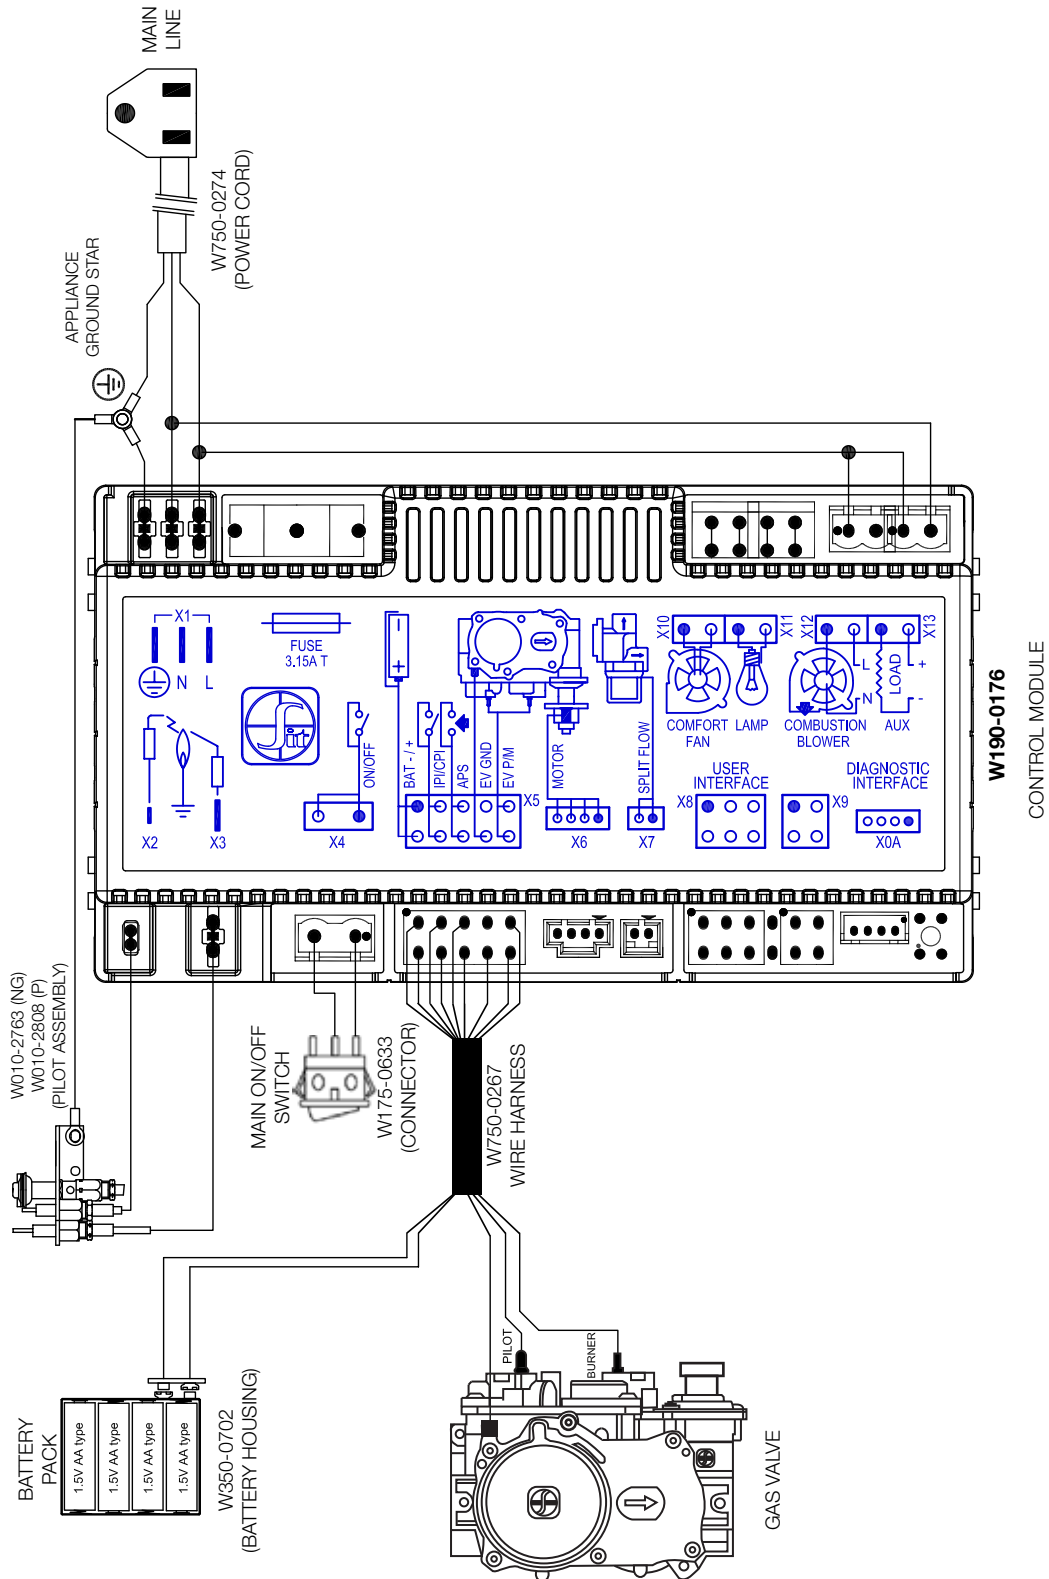 MAIN
LINE
W750-0274
(POWER CORD)
APPLIANCE
GROUND STAR
X1
N
L
FUSE
3.15A T
X2
X3
Sit
ON/OFF
X4
- +
BAT - / +
IPI/CPI
APS
EV GND
EV P/M
X5
MOTOR
X6
SPLIT FLOW
X7
X10
X11
COMFORT
FAN
LAMP
X12
X13
L
N
LOAD
+
-
COMBUSTION
BLOWER
AUX
USER
INTERFACE
X8
X9
DIAGNOSTIC
INTERFACE
X0A
W190-0176
CONTROL MODULE
W010-2763 (NG)
W010-2808 (P)
(PILOT ASSEMBLY)
MAIN ON/OFF
SWITCH
W175-0633
(CONNECTOR)
W750-0267
WIRE HARNESS
BATTERY
PACK
1.5V AA type
1.5V AA type
1.5V AA type
1.5V AA type
W350-0702
(BATTERY HOUSING)
PILOT
BURNER
GAS VALVE